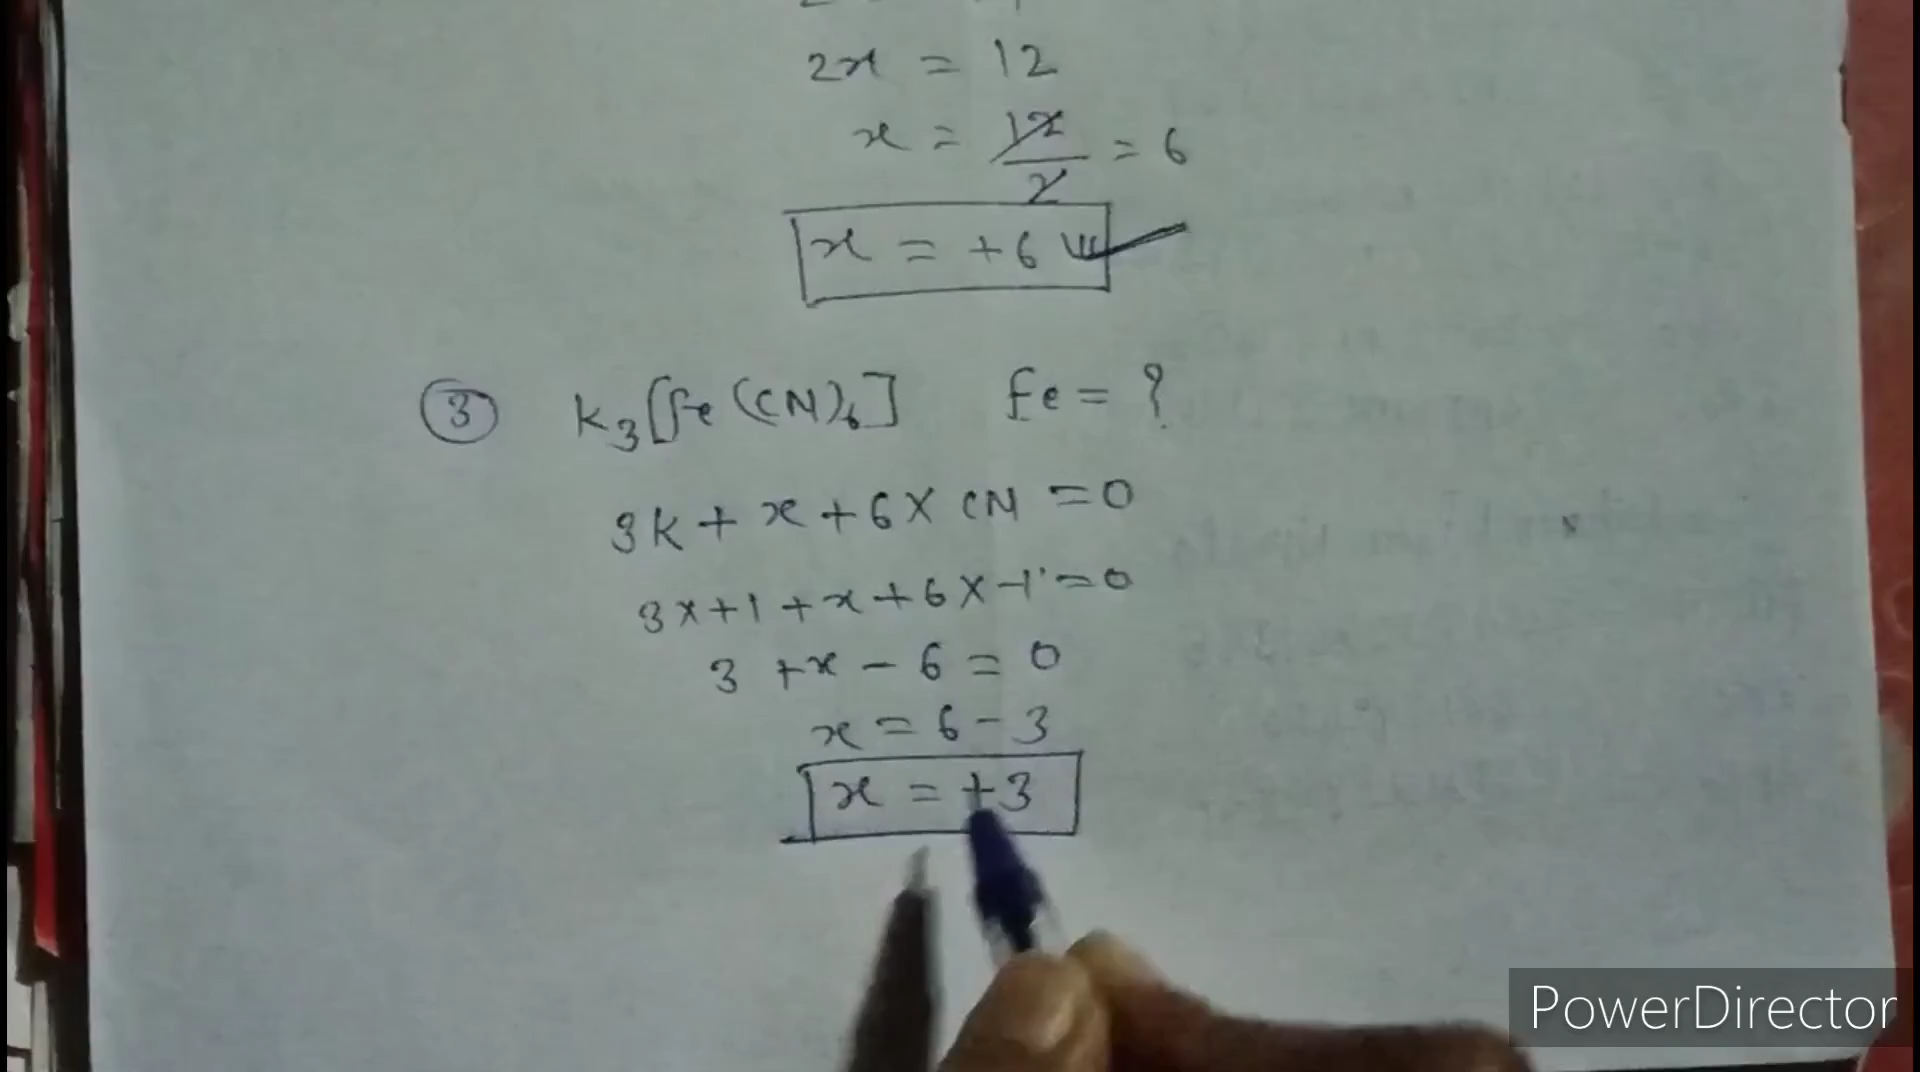 2x = 12
x = 12/2 = 6
x = +6
③ K₃[Fe(CN)₆] Fe = ?
3K + x + 6 X CN = 0
3 x +1 + x + 6 X -1 = 0
3 + x - 6 = 0
x = 6 - 3
x = +3
PowerDirector